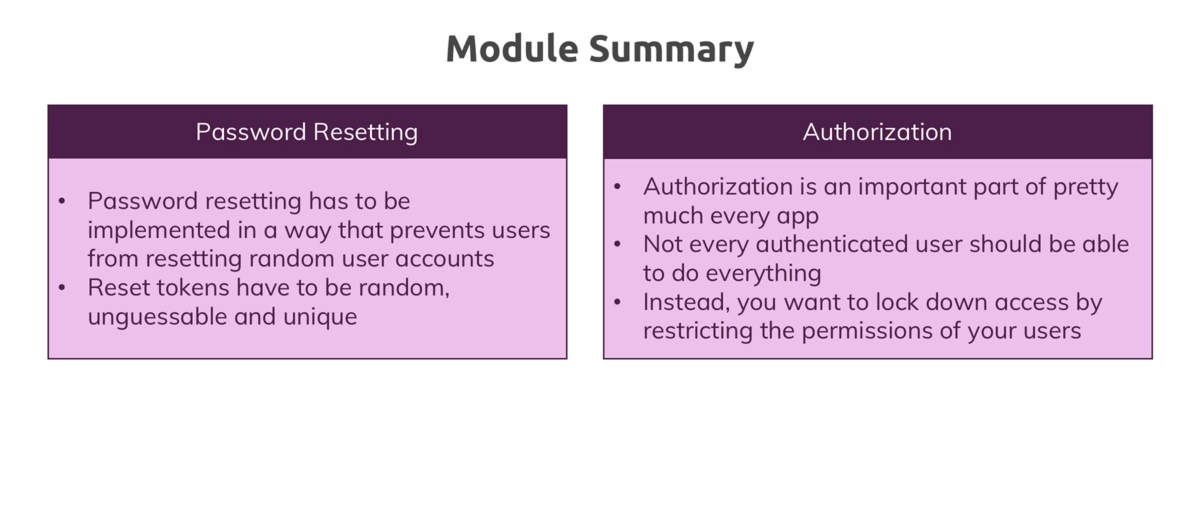 Module Summary
Password Resetting
• Password resetting has to be
implemented in a way that prevents users
from resetting random user accounts
• Reset tokens have to be random,
unguessable and unique
Authorization
• Authorization is an important part of pretty
much every app
• Not every authenticated user should be able
to do everything
• Instead, you want to lock down access by
restricting the permissions of your users